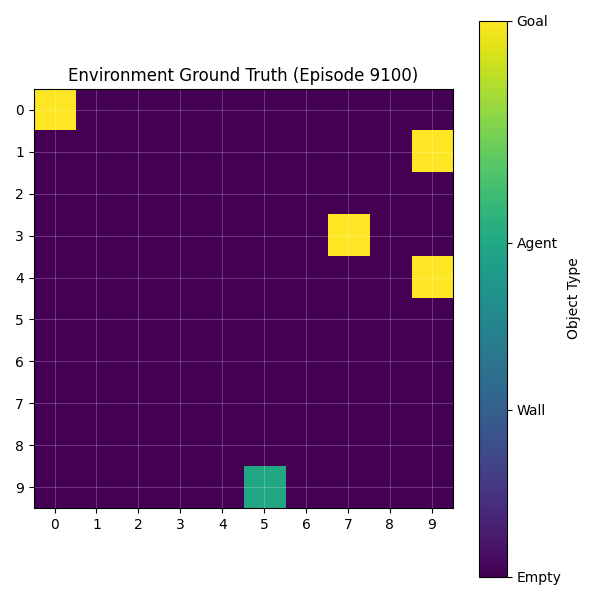 Environment Ground Truth (Episode 9100)
0
1
2
3
4
5
6
7
8
9
0 1 2 3 4 5 6 7 8 9
Goal
Agent
Wall
Empty
Object Type